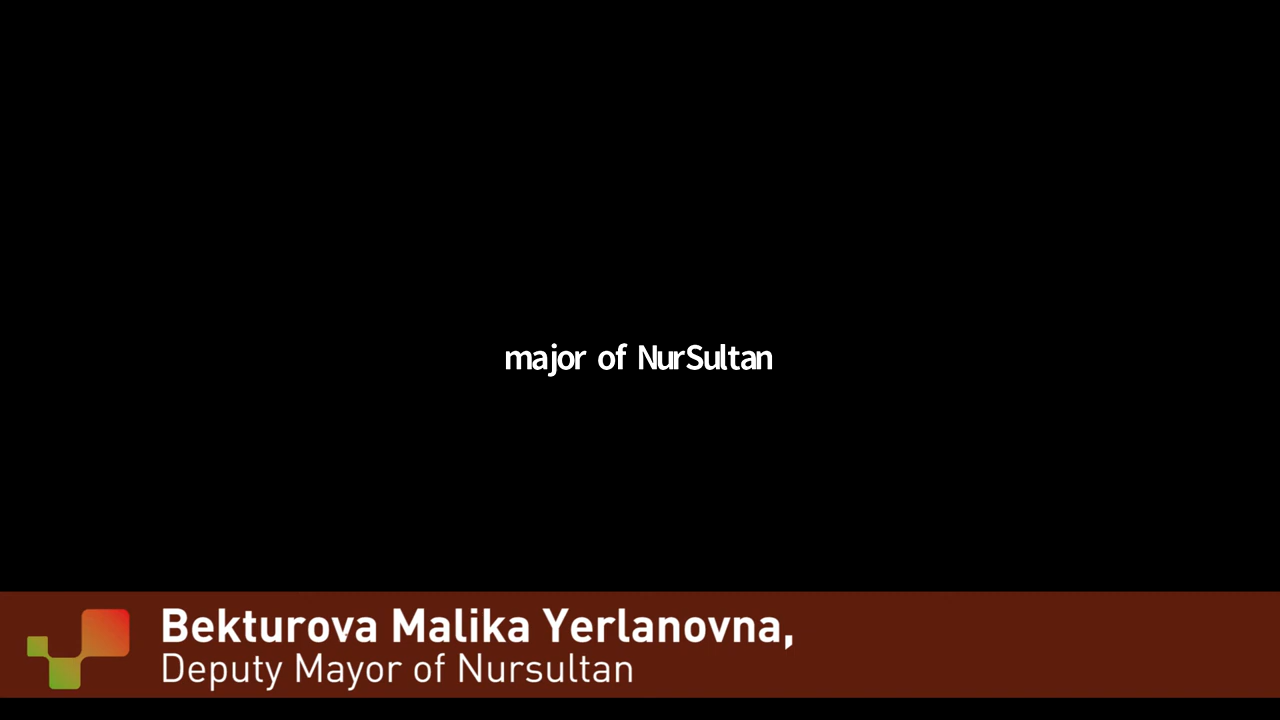 major of NurSultan
Bekturova Malika Yerlanovna,
Deputy Mayor of Nursultan